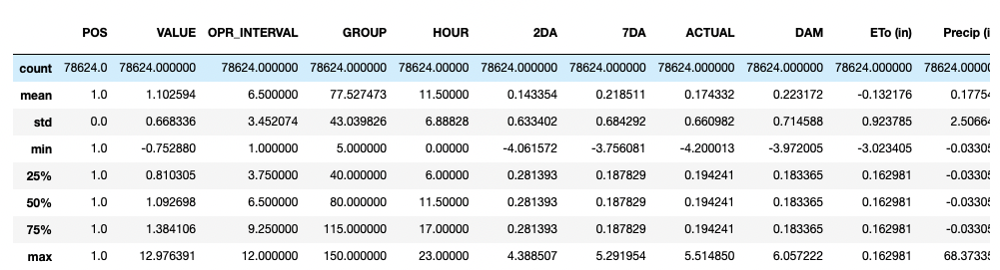 POS VALUE OPR_INTERVAL GROUP HOUR 2DA 7DA ACTUAL DAM ETo (in) Precip (i
count 78624.0 78624.000000 78624.000000 78624.000000 78624.00000 78624.000000 78624.000000 78624.000000 78624.000000 78624.000000 78624.00000
mean 1.0 1.102594 6.500000 77.527473 11.50000 0.143354 0.218511 0.174332 0.223172 -0.132176 0.17754
std 0.0 0.668336 3.452074 43.039826 6.88828 0.633402 0.684292 0.660982 0.714588 0.923785 2.50664
min 1.0 -0.752880 1.000000 5.000000 0.00000 -4.061572 -3.756081 -4.200013 -3.972005 -3.023405 -0.03305
25% 1.0 0.810305 3.750000 40.000000 6.00000 0.281393 0.187829 0.194241 0.183365 0.162981 -0.03305
50% 1.0 1.092698 6.500000 80.000000 11.50000 0.281393 0.187829 0.194241 0.183365 0.162981 -0.03305
75% 1.0 1.384106 9.250000 115.000000 17.00000 0.281393 0.187829 0.194241 0.183365 0.162981 -0.03305
max 1.0 12.976391 12.000000 150.000000 23.00000 4.388507 5.291954 5.514850 6.057222 0.162981 68.37335